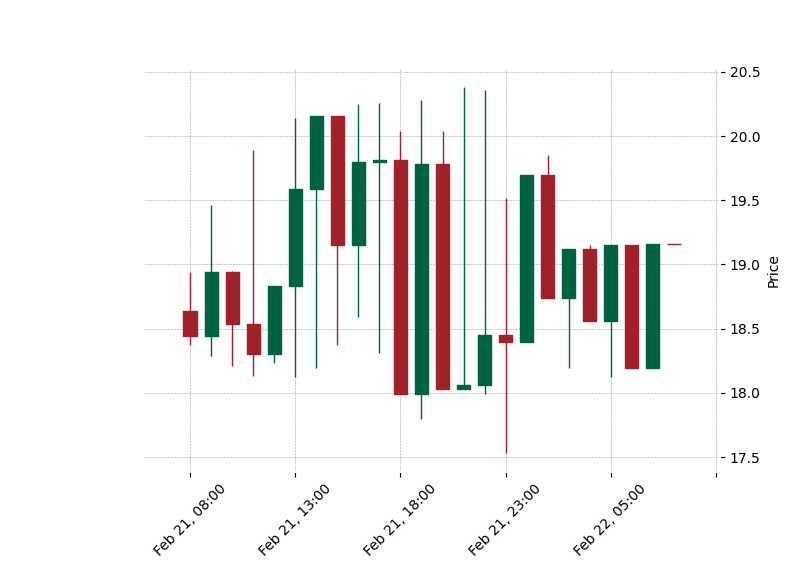 20.5
20.0
19.5
19.0
18.5
18.0
17.5
Price
Feb 21, 08:00
Feb 21, 13:00
Feb 21, 18:00
Feb 21, 23:00
Feb 22, 05:00